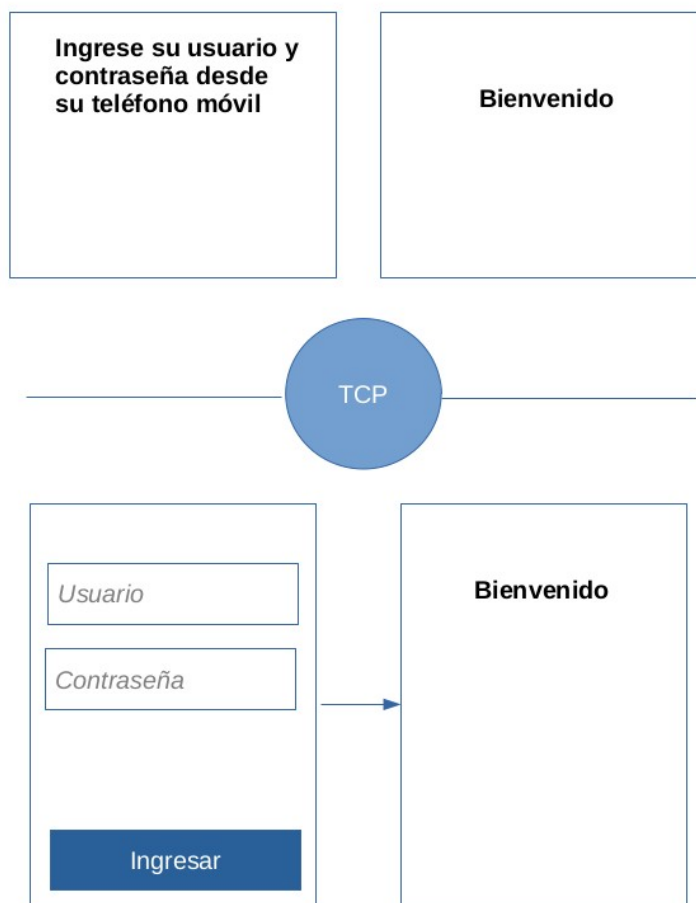 Ingrese su usuario y
contraseña desde
su teléfono móvil
Bienvenido
TCP
Usuario
Contraseña
Ingresar
Bienvenido